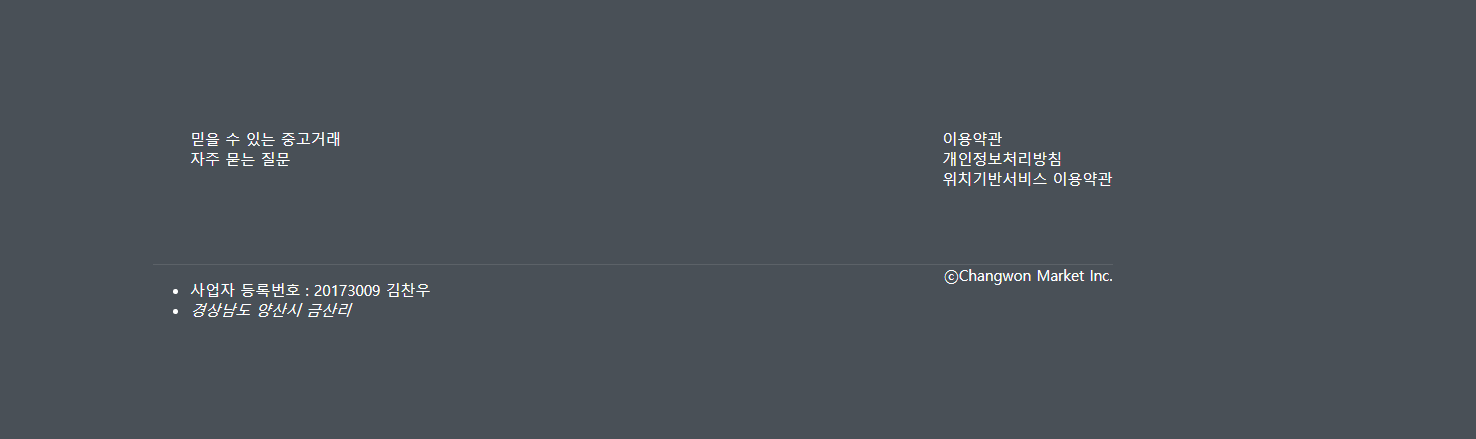 믿을 수 있는 중고거래
자주 묻는 질문
이용약관
개인정보처리방침
위치기반서비스 이용약관
ⓒChangwon Market Inc.
사업자 등록번호 : 20173009 김찬우
경상남도 양산시 금산리